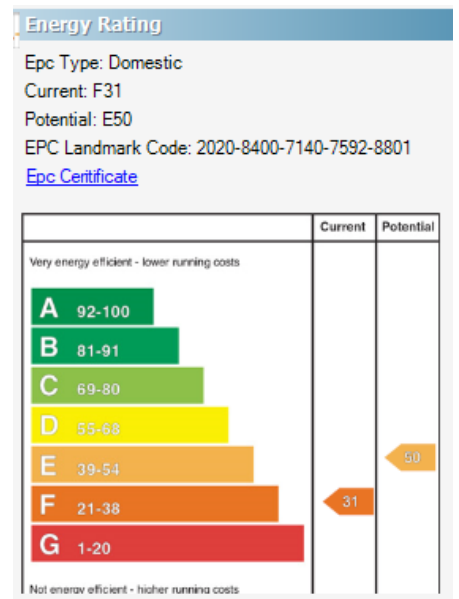 Energy Rating
Epc Type: Domestic
Current: F31
Potential: E50
EPC Landmark Code: 2020-8400-7140-7592-8801
Epc Ceritificate
Current Potential
Very energy efficient - lower running costs
A 92-100
B 81-91
C 69-80
D 55-68
E 39-54
50
F 21-38
31
G 1-20
Not energy efficient - higher running costs